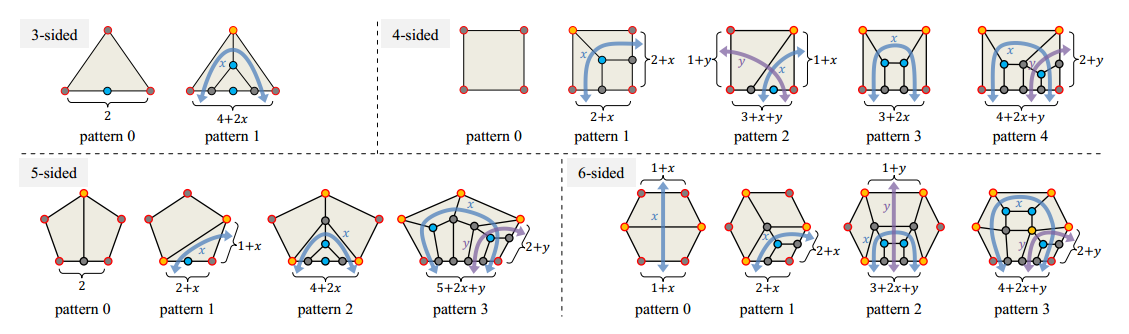 3-sided
x
2
4+2x
pattern 0
pattern 1
4-sided
x
2+x
2+x
1+y
y
x
1+x
3+x+y
x
3+2x
x
y
2+y
4+2x+y
pattern 0
pattern 1
pattern 2
pattern 3
pattern 4
5-sided
x
1+x
x
x
y
2+y
2
2+x
4+2x
5+2x+y
pattern 0
pattern 1
pattern 2
pattern 3
6-sided
1+x
x
1+x
x
2+x
2+x
1+y
y
x
3+2x+y
x
y
2+y
4+2x+y
pattern 0
pattern 1
pattern 2
pattern 3